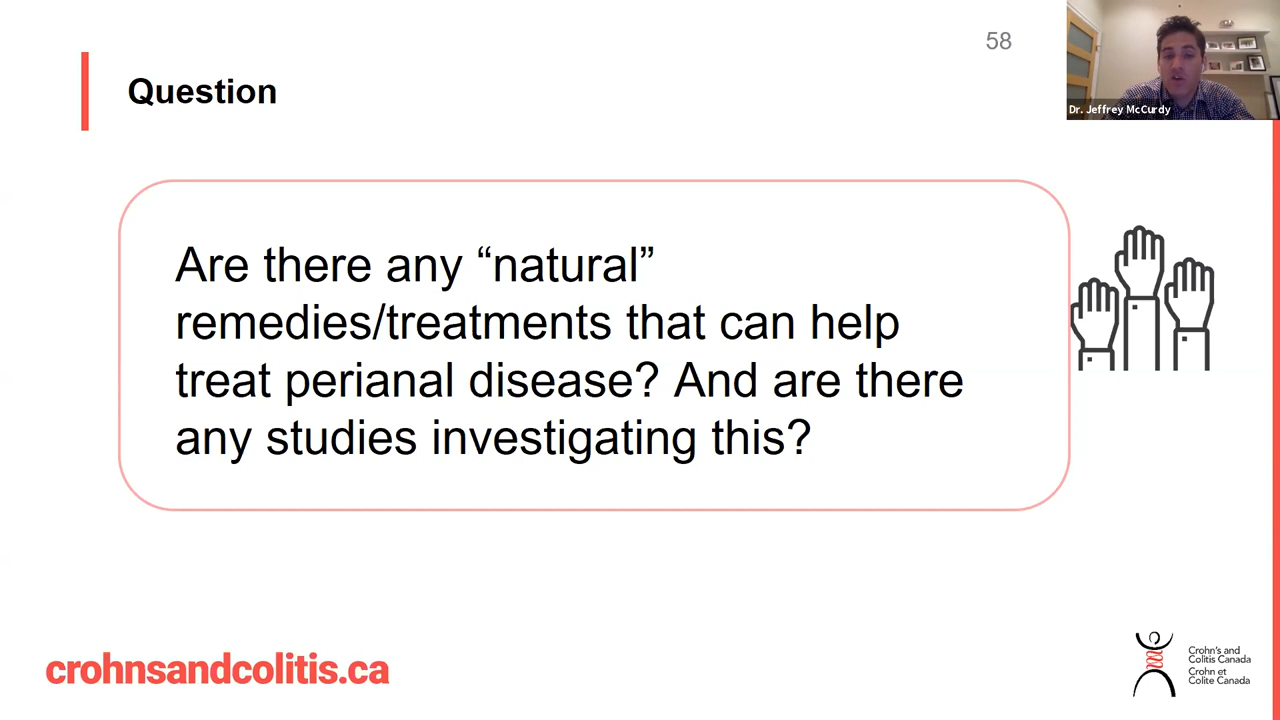 58
Dr. Jeffrey McCurdy
Question
Are there any “natural”
remedies/treatments that can help
treat perianal disease? And are there
any studies investigating this?
crohnsandcolitis.ca
Crohn's and
Colitis Canada
Crohn et
Colite Canada